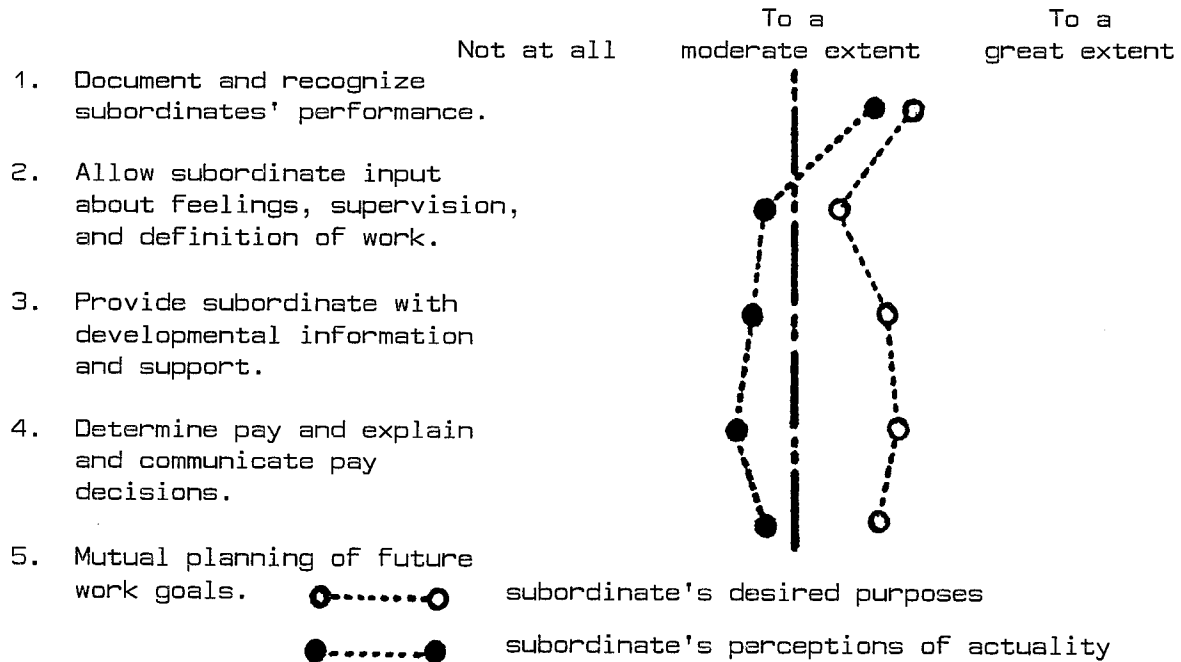 To a To a
Not at all moderate extent great extent
1. Document and recognize
subordinates' performance.
2. Allow subordinate input
about feelings, supervision,
and definition of work.
3. Provide subordinate with
developmental information
and support.
4. Determine pay and explain
and communicate pay
decisions.
5. Mutual planning of future
work goals.
subordinate's desired purposes
subordinate's perceptions of actuality